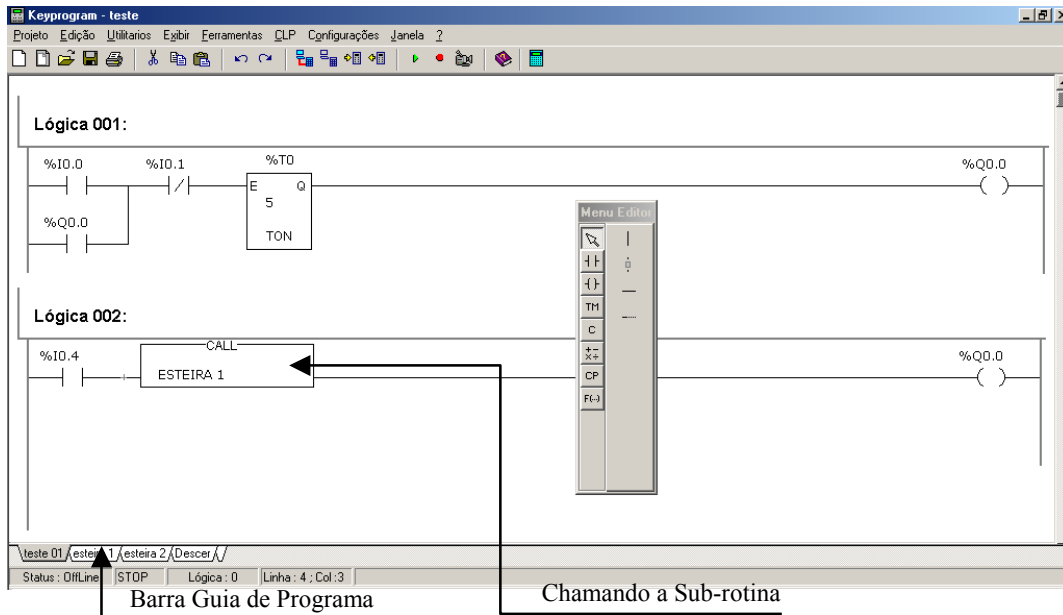 Keyprogram - teste
Projeto Edição Utilitarios Exibir Ferramentas CLP Configurações Janela ?
Lógica 001:
%I0.0 %I0.1 %T0 %Q0.0
E Q
5
%Q0.0
TON
Menu Editor
TM
C
CP
F(..)
Lógica 002:
%I0.4 CALL %Q0.0
ESTEIRA 1
teste 01 esteira 1 esteira 2 Descer
Status : OffLine STOP Lógica : 0 Linha : 4 ; Col :3
Barra Guia de Programa
Chamando a Sub-rotina